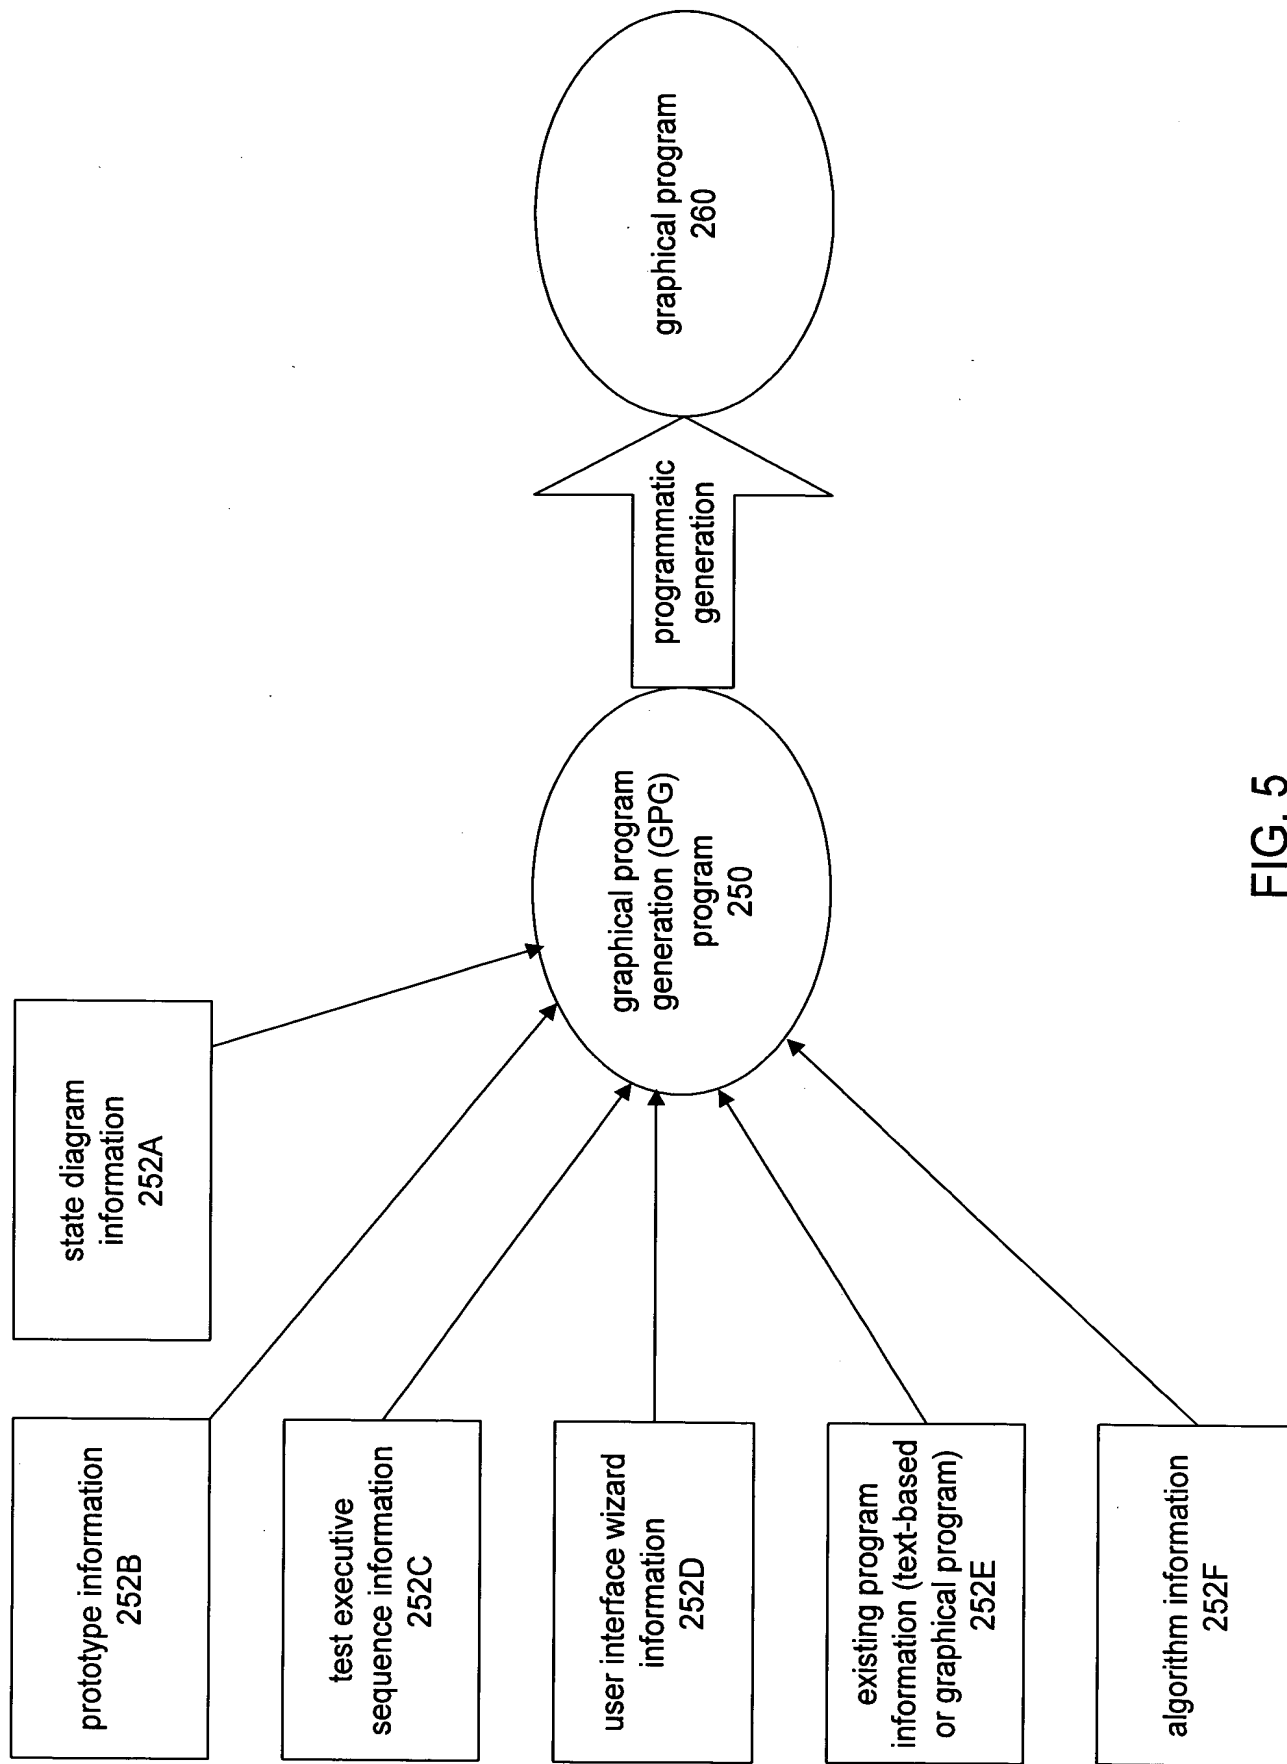 state diagram
information
252A
prototype information
252B
test executive
sequence information
252C
user interface wizard
information
252D
existing program
information (text-based
or graphical program)
252E
algorithm information
252F
graphical program
generation (GPG)
program
250
programmatic
generation
graphical program
260
FIG. 5